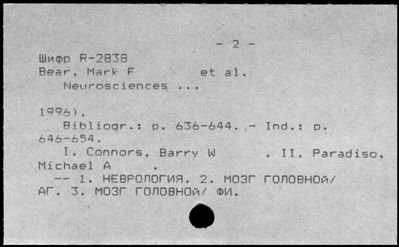 - 2 -
Шифр R-2838
Bear, Mark F et al.
Neurosciences ...
1996).
Bibliogr.: p. 636-644. - Ind.: p.
646-654.
I. Connors, Barry W . II. Paradiso,
Michael A .
-- 1. НЕВРОЛОГИЯ. 2. МОЗГ ГОЛОВНОЙ/
АГ. 3. МОЗГ ГОЛОВНОЙ/ ФИ.